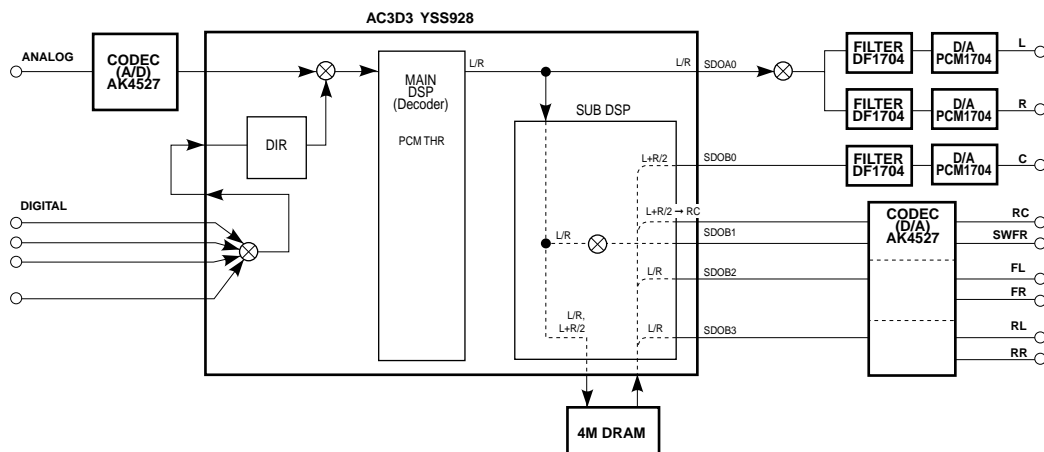 AC3D3 YSS928
ANALOG
CODEC
(A/D)
AK4527
MAIN
DSP
(Decoder)
PCM THR
L/R
L/R
SDOA0
FILTER
DF1704
D/A
PCM1704
L
FILTER
DF1704
D/A
PCM1704
R
SUB DSP
DIR
L+R/2
SDOB0
FILTER
DF1704
D/A
PCM1704
C
DIGITAL
L+R/2 → RC
L/R
SDOB1
CODEC
(D/A)
AK4527
RC
SWFR
L/R
SDOB2
FL
FR
L/R,
L+R/2
L/R
SDOB3
RL
RR
4M DRAM